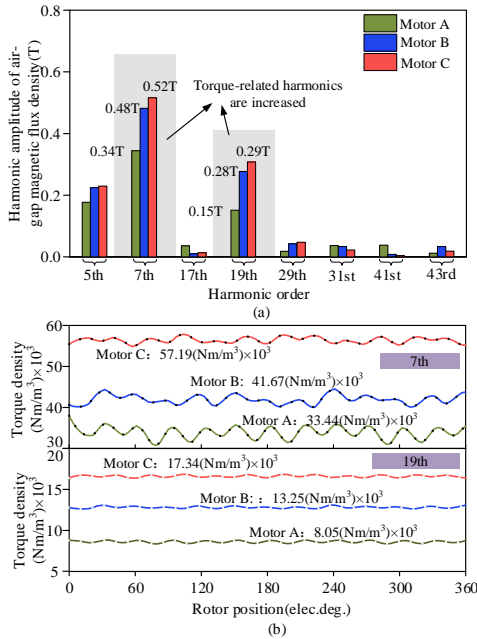 (a)
0.8
0.6
0.4
0.2
0.0
Harmonic amplitude of air-
gap magnetic flux density(T)
Motor A
Motor B
Motor C
0.52T
0.48T
0.34T
Torque-related harmonics
are increased
0.29T
0.28T
0.15T
5th 7th 17th 19th 29th 31st 41st 43rd
Harmonic order
(a)
(b)
60
50
40
30
Torque density
(Nm/m³)×10³
Motor C：57.19(Nm/m³)×10³
7th
Motor B: 41.67(Nm/m³)×10³
Motor A：33.44(Nm/m³)×10³
20
15
10
5
Torque density
(Nm/m³)×10³
Motor C：17.34(Nm/m³)×10³
19th
Motor B:：13.25(Nm/m³)×10³
Motor A：8.05(Nm/m³)×10³
0 60 120 180 240 300 360
Rotor position(elec.deg.)
(b)